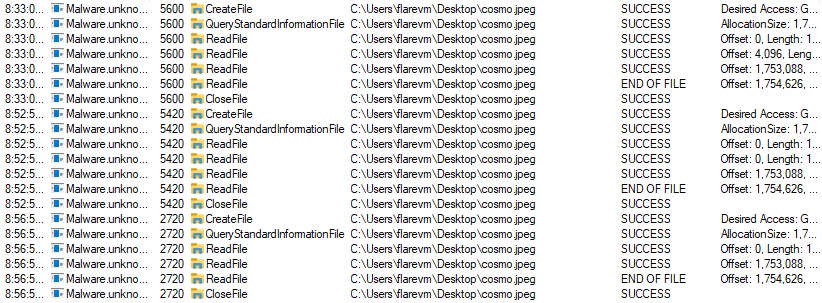 8:33:0... Malware.unkno... 5600 CreateFile C:\Users\flarevm\Desktop\cosmo.jpeg SUCCESS Desired Access: G...
8:33:0... Malware.unkno... 5600 QueryStandardInformationFile C:\Users\flarevm\Desktop\cosmo.jpeg SUCCESS AllocationSize: 1,7...
8:33:0... Malware.unkno... 5600 ReadFile C:\Users\flarevm\Desktop\cosmo.jpeg SUCCESS Offset: 0, Length: 1...
8:33:0... Malware.unkno... 5600 ReadFile C:\Users\flarevm\Desktop\cosmo.jpeg SUCCESS Offset: 4,096, Leng...
8:33:0... Malware.unkno... 5600 ReadFile C:\Users\flarevm\Desktop\cosmo.jpeg SUCCESS Offset: 1,753,088, ...
8:33:0... Malware.unkno... 5600 ReadFile C:\Users\flarevm\Desktop\cosmo.jpeg END OF FILE Offset: 1,754,626, ...
8:33:0... Malware.unkno... 5600 CloseFile C:\Users\flarevm\Desktop\cosmo.jpeg SUCCESS
8:52:5... Malware.unkno... 5420 CreateFile C:\Users\flarevm\Desktop\cosmo.jpeg SUCCESS Desired Access: G...
8:52:5... Malware.unkno... 5420 QueryStandardInformationFile C:\Users\flarevm\Desktop\cosmo.jpeg SUCCESS AllocationSize: 1,7...
8:52:5... Malware.unkno... 5420 ReadFile C:\Users\flarevm\Desktop\cosmo.jpeg SUCCESS Offset: 0, Length: 1...
8:52:5... Malware.unkno... 5420 ReadFile C:\Users\flarevm\Desktop\cosmo.jpeg SUCCESS Offset: 0, Length: 1...
8:52:5... Malware.unkno... 5420 ReadFile C:\Users\flarevm\Desktop\cosmo.jpeg SUCCESS Offset: 1,753,088, ...
8:52:5... Malware.unkno... 5420 ReadFile C:\Users\flarevm\Desktop\cosmo.jpeg END OF FILE Offset: 1,754,626, ...
8:52:5... Malware.unkno... 5420 CloseFile C:\Users\flarevm\Desktop\cosmo.jpeg SUCCESS
8:56:5... Malware.unkno... 2720 CreateFile C:\Users\flarevm\Desktop\cosmo.jpeg SUCCESS Desired Access: G...
8:56:5... Malware.unkno... 2720 QueryStandardInformationFile C:\Users\flarevm\Desktop\cosmo.jpeg SUCCESS AllocationSize: 1,7...
8:56:5... Malware.unkno... 2720 ReadFile C:\Users\flarevm\Desktop\cosmo.jpeg SUCCESS Offset: 0, Length: 1...
8:56:5... Malware.unkno... 2720 ReadFile C:\Users\flarevm\Desktop\cosmo.jpeg SUCCESS Offset: 1,753,088, ...
8:56:5... Malware.unkno... 2720 ReadFile C:\Users\flarevm\Desktop\cosmo.jpeg END OF FILE Offset: 1,754,626, ...
8:56:5... Malware.unkno... 2720 CloseFile C:\Users\flarevm\Desktop\cosmo.jpeg SUCCESS